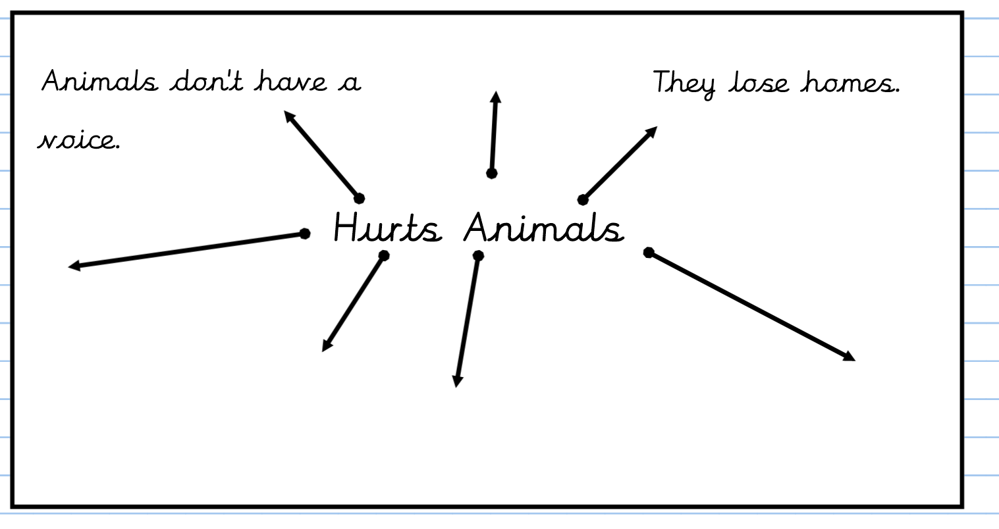 Animals don't have a
voice.
They lose homes.
Hurts Animals